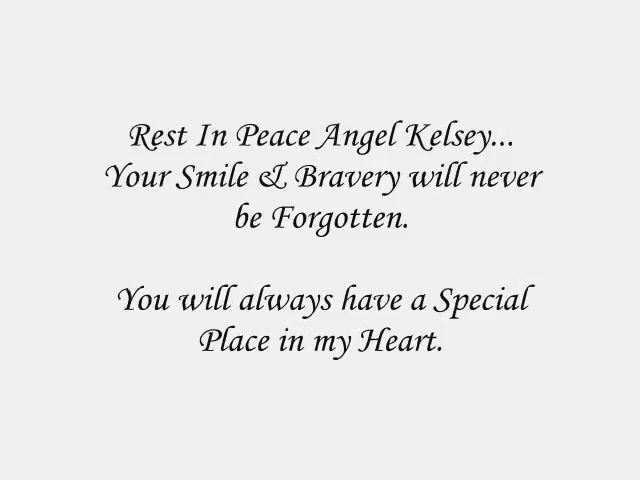 Rest In Peace Angel Kelsey...
Your Smile & Bravery will never
be Forgotten.
You will always have a Special
Place in my Heart.